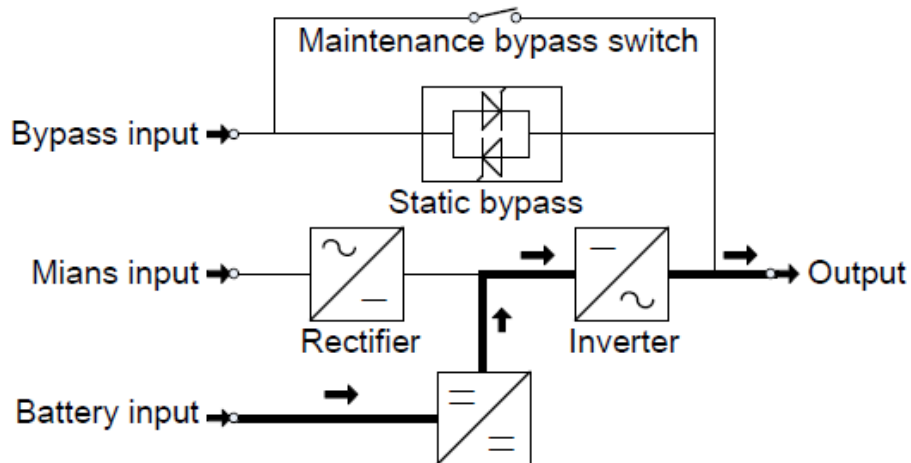 Maintenance bypass switch
Bypass input
Static bypass
Mians input
Output
Rectifier
Inverter
Battery input